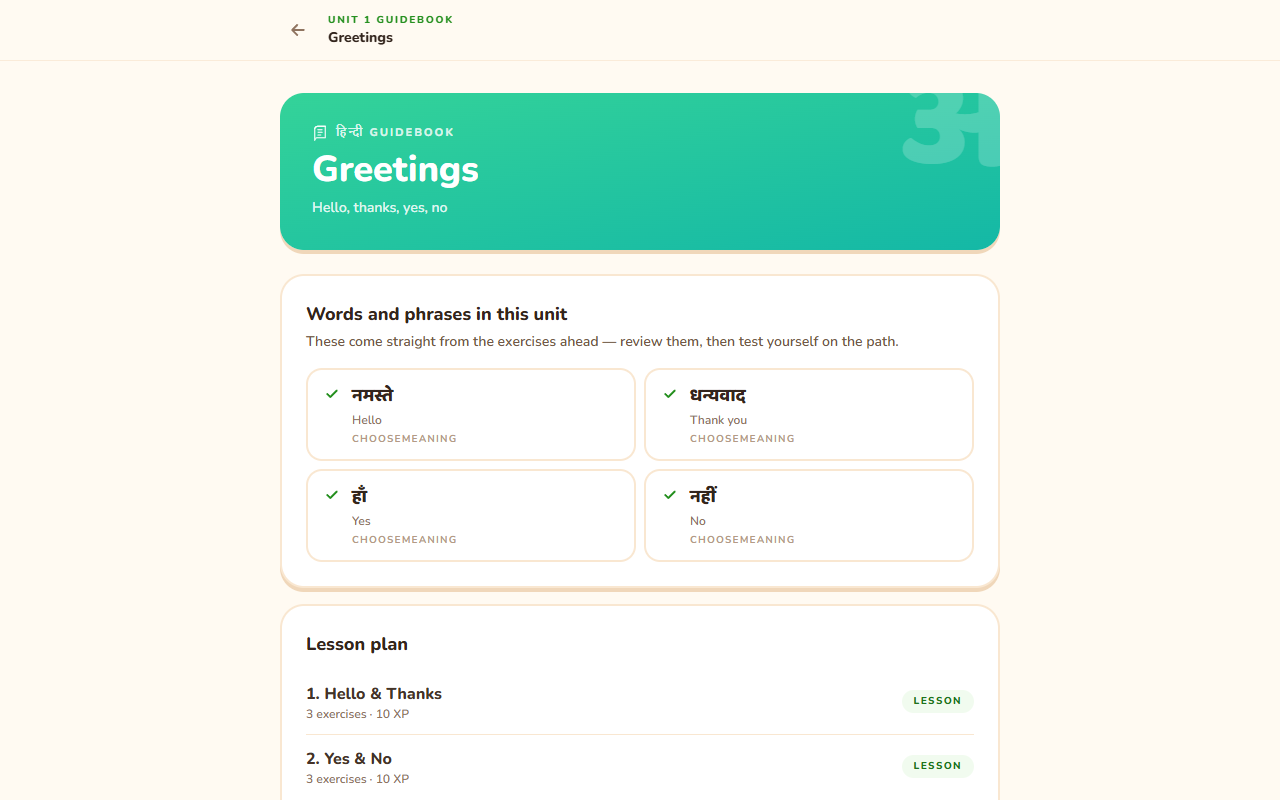 UNIT 1 GUIDEBOOK
Greetings
हिन्दी GUIDEBOOK
अ
Greetings
Hello, thanks, yes, no
Words and phrases in this unit
These come straight from the exercises ahead — review them, then test yourself on the path.
नमस्ते
Hello
CHOOSEMEANING
धन्यवाद
Thank you
CHOOSEMEANING
हाँ
Yes
CHOOSEMEANING
नहीं
No
CHOOSEMEANING
Lesson plan
1. Hello & Thanks
3 exercises · 10 XP
LESSON
2. Yes & No
3 exercises · 10 XP
LESSON